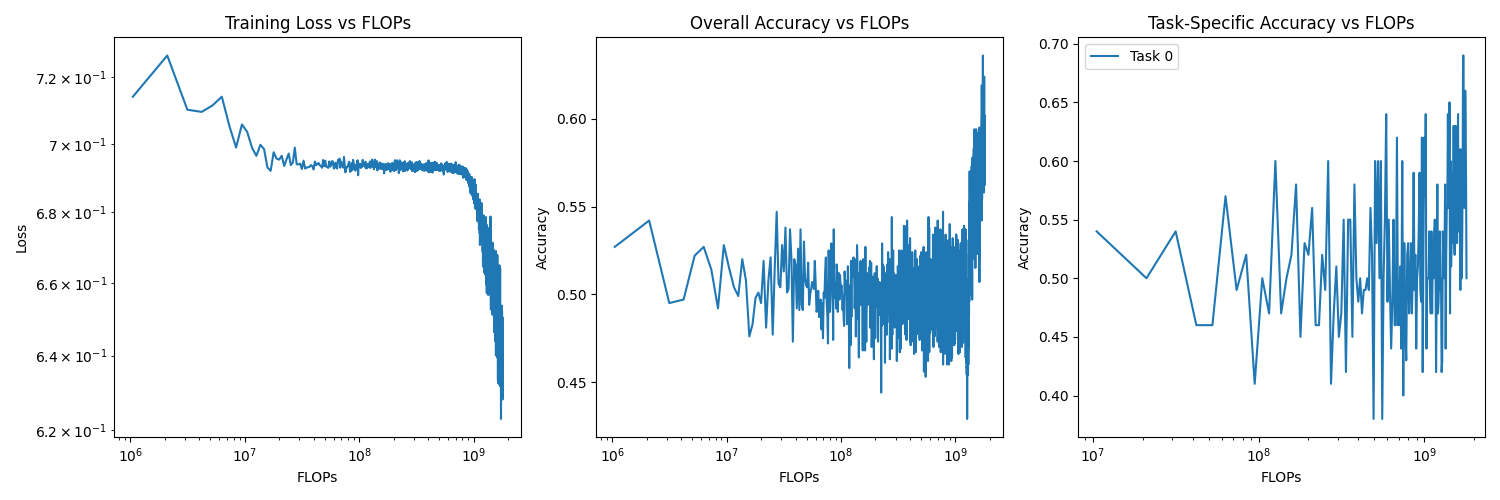 Training Loss vs FLOPs
7.2 × 10⁻¹
7 × 10⁻¹
6.8 × 10⁻¹
6.6 × 10⁻¹
6.4 × 10⁻¹
6.2 × 10⁻¹
Loss
10⁶
10⁷
10⁸
10⁹
FLOPs
Overall Accuracy vs FLOPs
0.60
0.55
0.50
0.45
Accuracy
10⁶
10⁷
10⁸
10⁹
FLOPs
Task-Specific Accuracy vs FLOPs
Task 0
0.70
0.65
0.60
0.55
0.50
0.45
0.40
Accuracy
10⁷
10⁸
10⁹
FLOPs